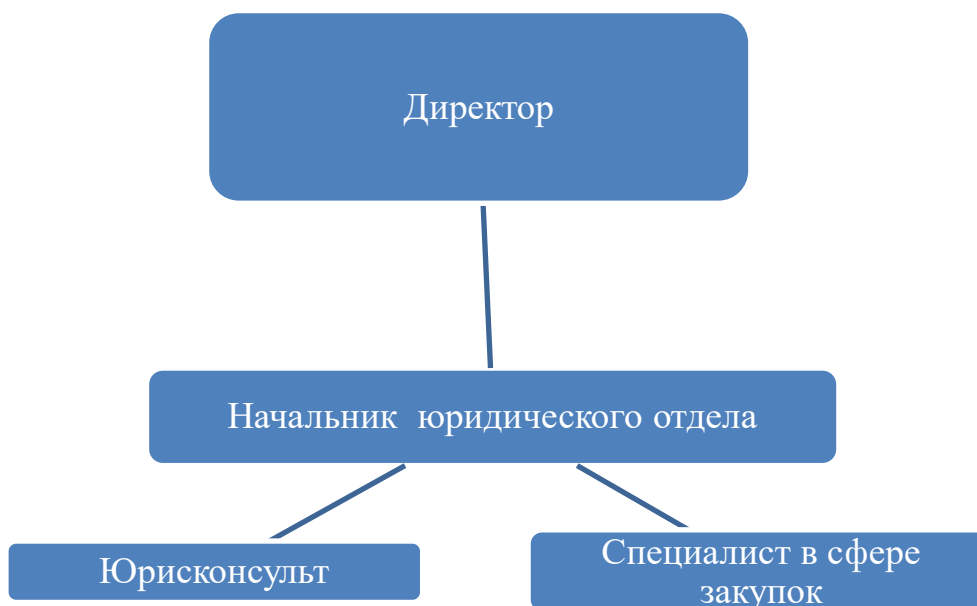 Директор
Начальник юридического отдела
Юрисконсульт
Специалист в сфере
закупок